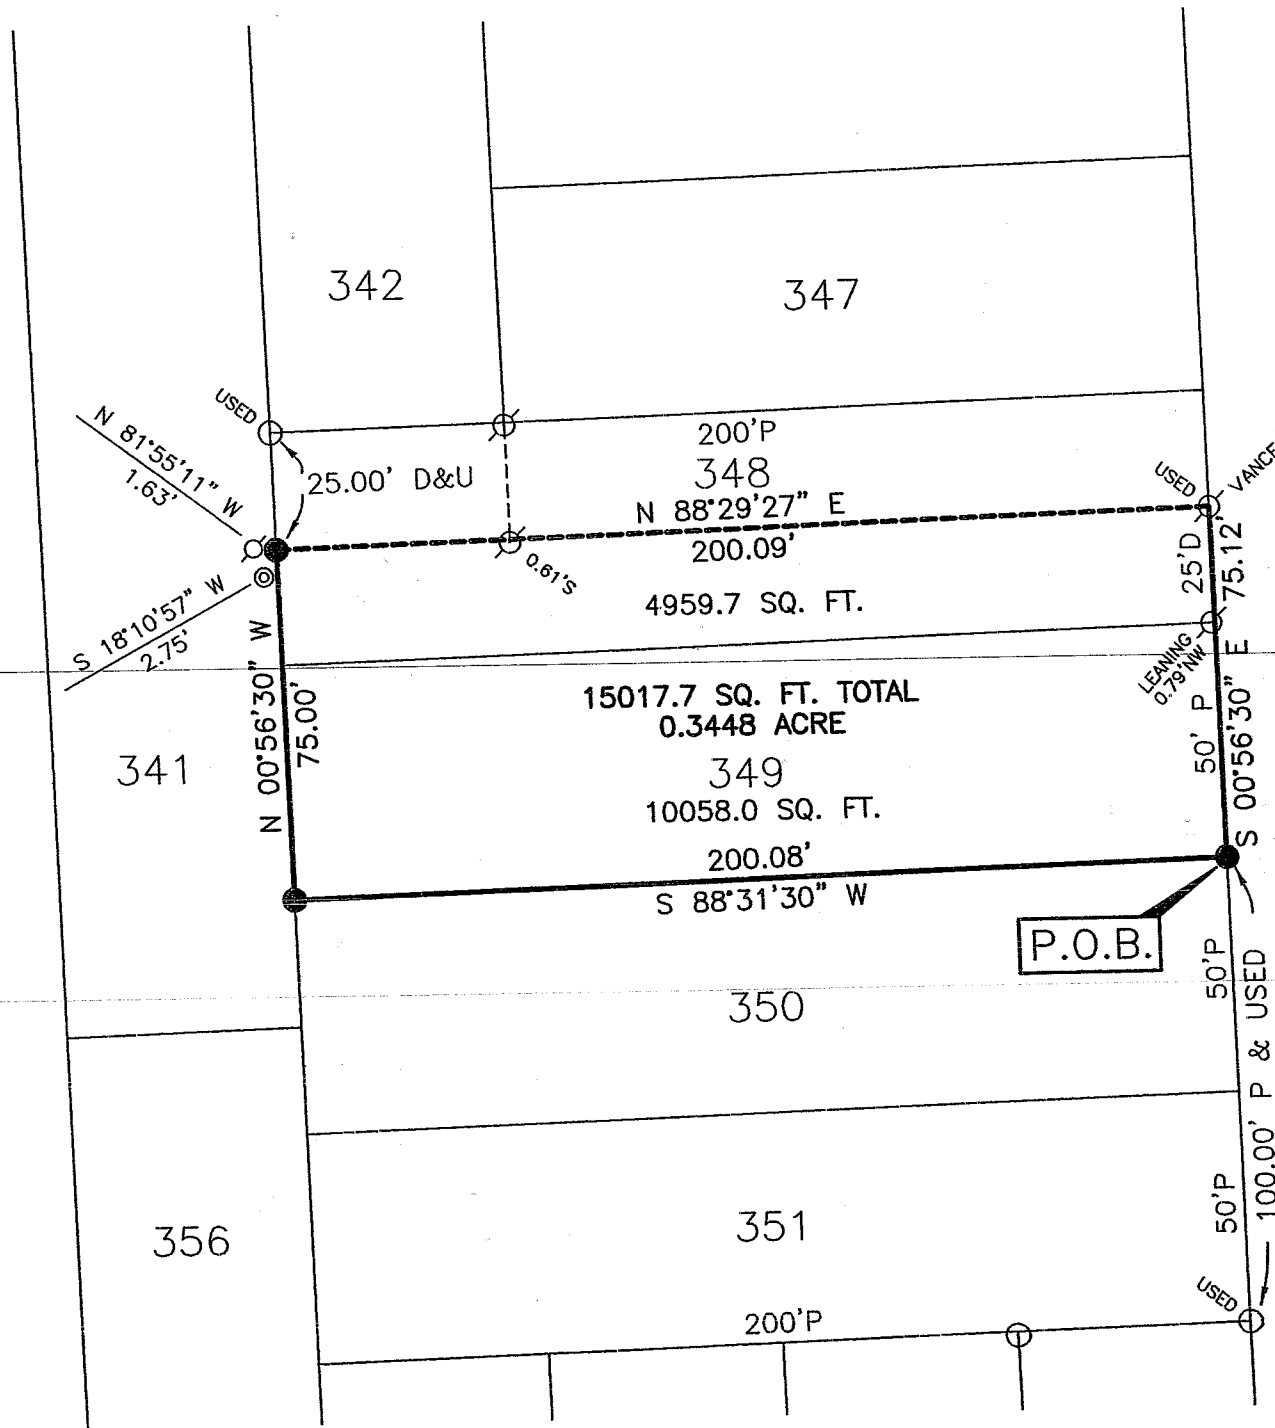 342
347
USED
N 81°55'11" W
1.63'
200'P
348
25.00' D&U
N 88°29'27" E
200.09'
USED
VANCE
0.61'S
25'D
75.12'
4959.7 SQ. FT.
S 18°10'57" W
2.75'
LEANING
0.79'NW
N 00°56'30" W
75.00'
15017.7 SQ. FT. TOTAL
0.3448 ACRE
341
349
10058.0 SQ. FT.
50' P
S 00°56'30" E
200.08'
S 88°31'30" W
P.O.B.
50'P
350
100.00' P & USED
50'P
356
351
USED
200'P